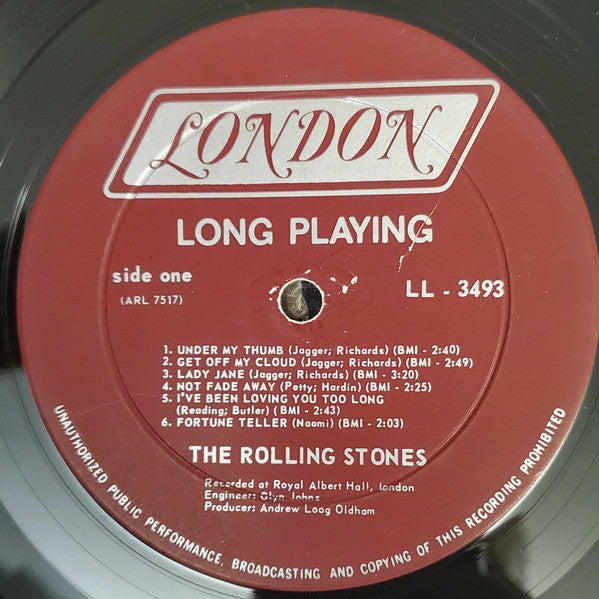 LONDON
LONG PLAYING
side one
(ARL 7517)
LL - 3493
1. UNDER MY THUMB (Jagger; Richards) (BMI - 2:40)
2. GET OFF MY CLOUD (Jagger; Richards) (BMI - 2:49)
3. LADY JANE (Jagger; Richards) (BMI - 3:20)
4. NOT FADE AWAY (Petty; Hardin) (BMI - 2:25)
5. I'VE BEEN LOVING YOU TOO LONG
(Reading; Butler) (BMI - 2:43)
6. FORTUNE TELLER (Naomi) (BMI - 2:03)
THE ROLLING STONES
Recorded at Royal Albert Hall, London
Engineer: Glyn Johns
Producer: Andrew Loog Oldham
UNAUTHORIZED PUBLIC PERFORMANCE, BROADCASTING AND COPYING OF THIS RECORDING PROHIBITED